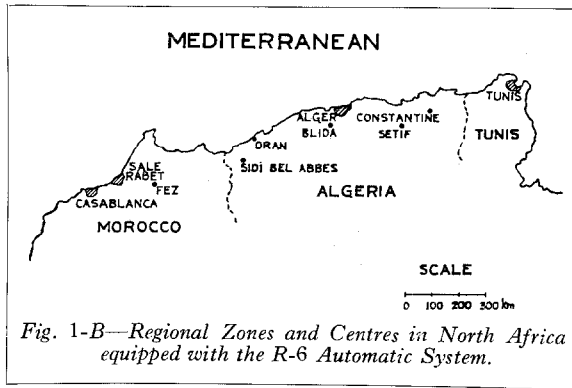 MEDITERRANEAN
TUNIS
ALGER
CONSTANTINE
BLIDA
SETIF
TUNIS
ORAN
SIDI BEL ABBES
SALE
RABET
FEZ
ALGERIA
CASABLANCA
MOROCCO
SCALE
0 100 200 300 km
Fig. 1-B—Regional Zones and Centres in North Africa
equipped with the R-6 Automatic System.